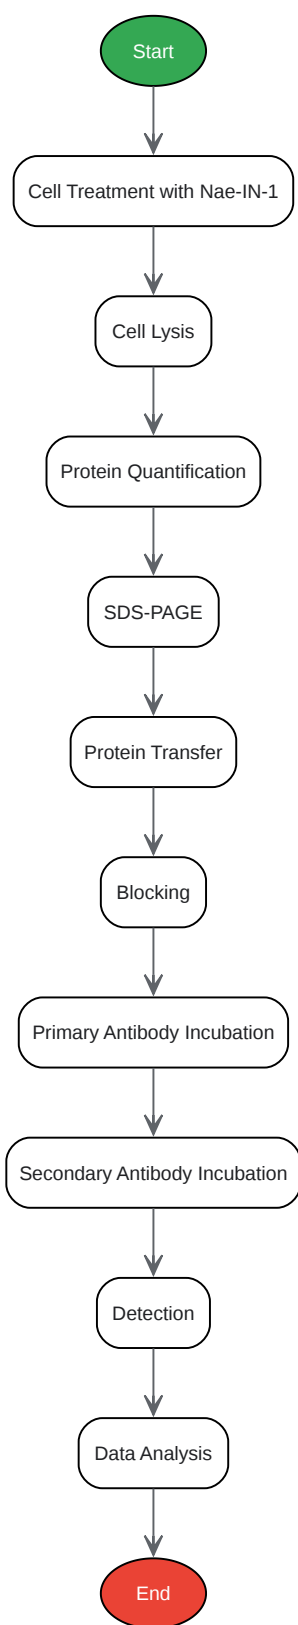 Start
Cell Treatment with Nae-IN-1
Cell Lysis
Protein Quantification
SDS-PAGE
Protein Transfer
Blocking
Primary Antibody Incubation
Secondary Antibody Incubation
Detection
Data Analysis
End